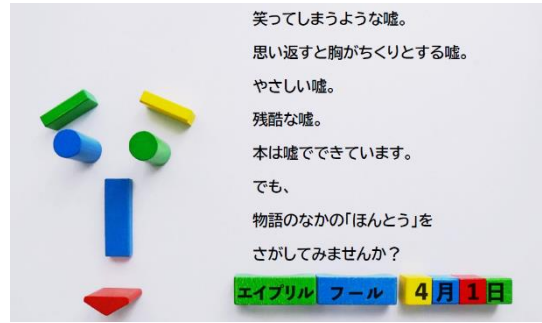 笑ってしまうような嘘。
思い返すと胸がちくりとする嘘。
やさしい嘘。
残酷な嘘。
本は嘘でできています。
でも、
物語のなかの「ほんとう」を
さがしてみませんか？
エイプリル フール 4月1日